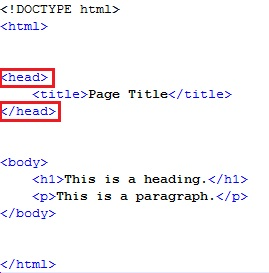 <!DOCTYPE html>
<html>
<head>
<title>Page Title</title>
</head>
<body>
<h1>This is a heading.</h1>
<p>This is a paragraph.</p>
</body>
</html>